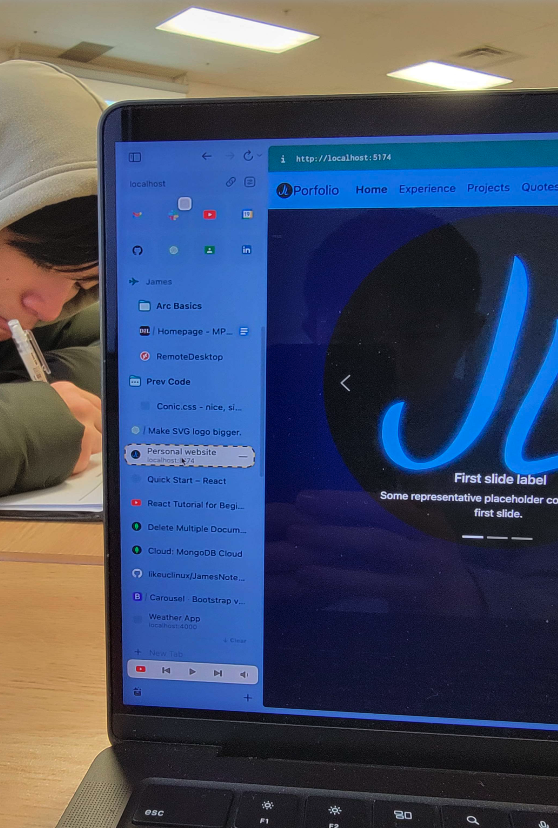 http://localhost:5174
localhost
JL Porfolio Home Experience Projects Quotes
James
Arc Basics
/ Homepage - MP...
RemoteDesktop
Prev Code
Conic.css - nice, si...
/ Make SVG logo bigger,
Personal website
localhost:5174
Quick Start – React
React Tutorial for Begi...
Delete Multiple Docum...
Cloud: MongoDB Cloud
likeuclinux/JamesNote...
B / Carousel · Bootstrap v...
Weather App
localhost:4000
Clear
+ New Tab
JL
First slide label
Some representative placeholder co
first slide.
esc
F1
F2